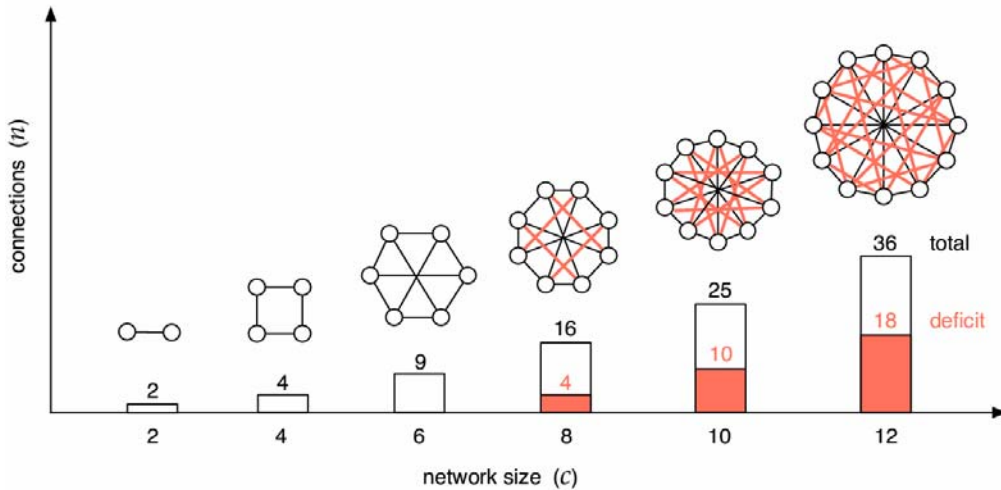 connections (n)
36 total
25
18 deficit
16
10
9
4
4
2
2 4 6 8 10 12
network size (c)